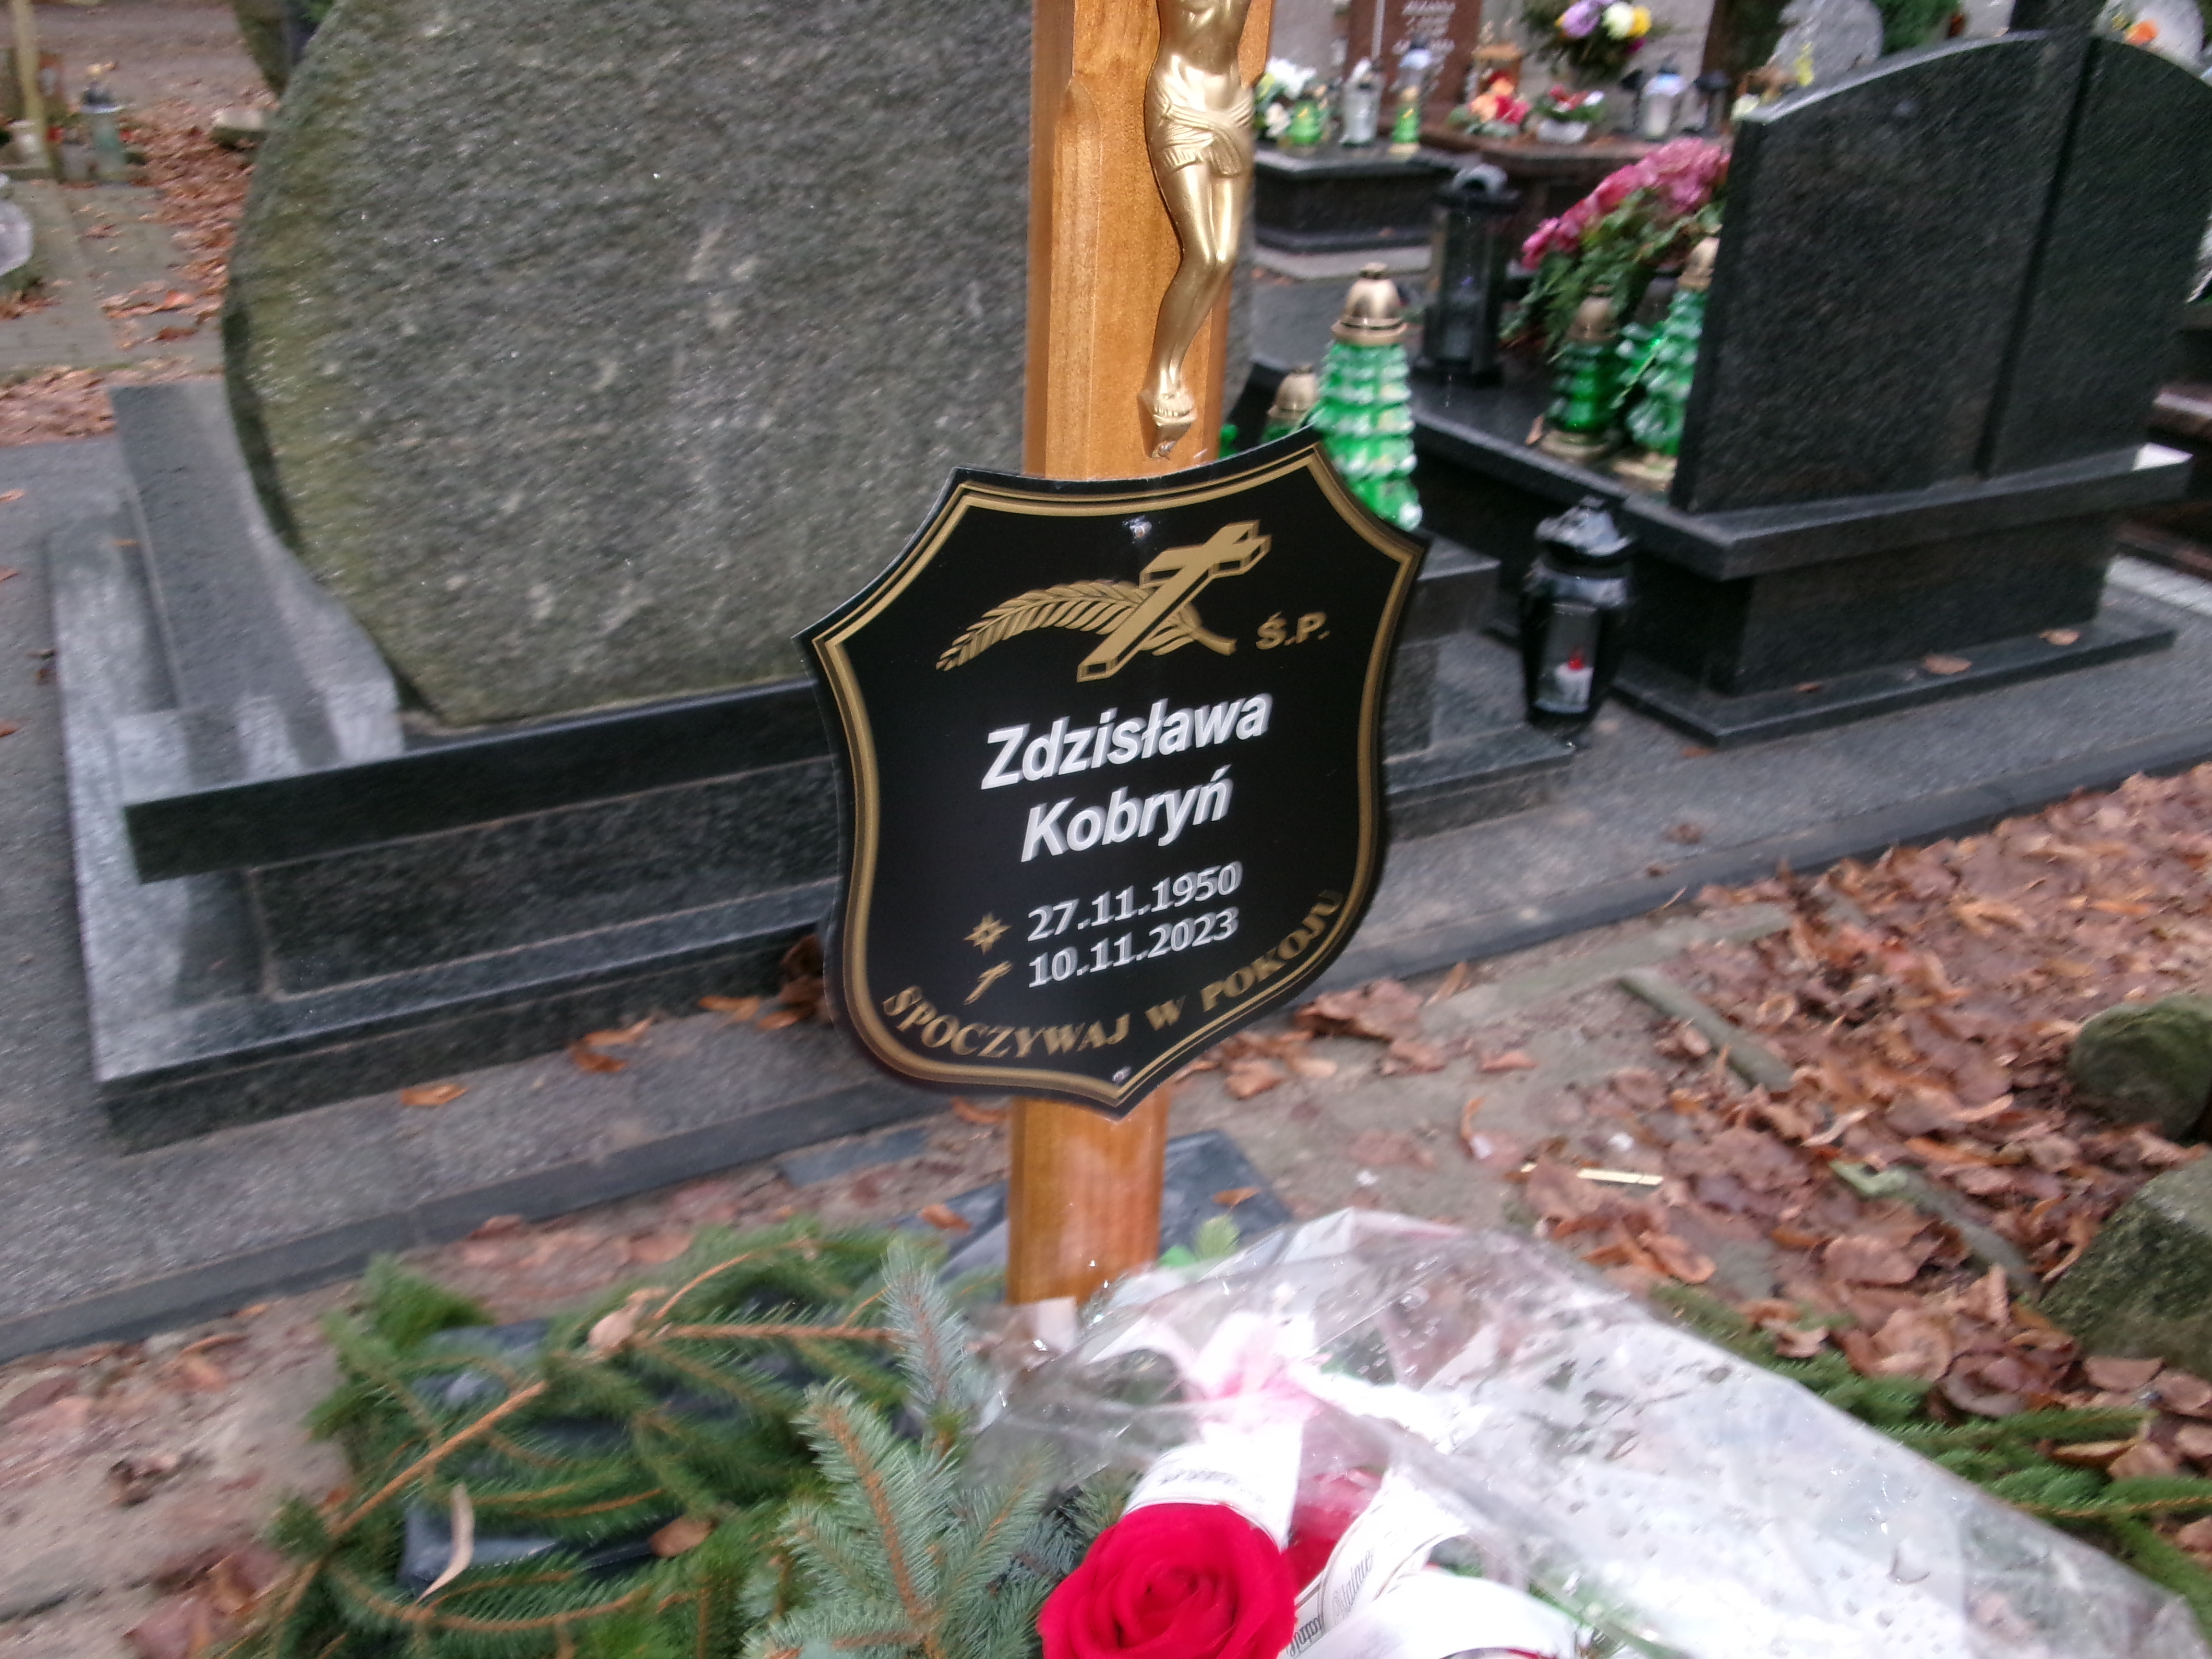 Ś.P.
Zdzisława
Kobryń
27.11.1950
10.11.2023
SPOCZYWAJ W POKOJU